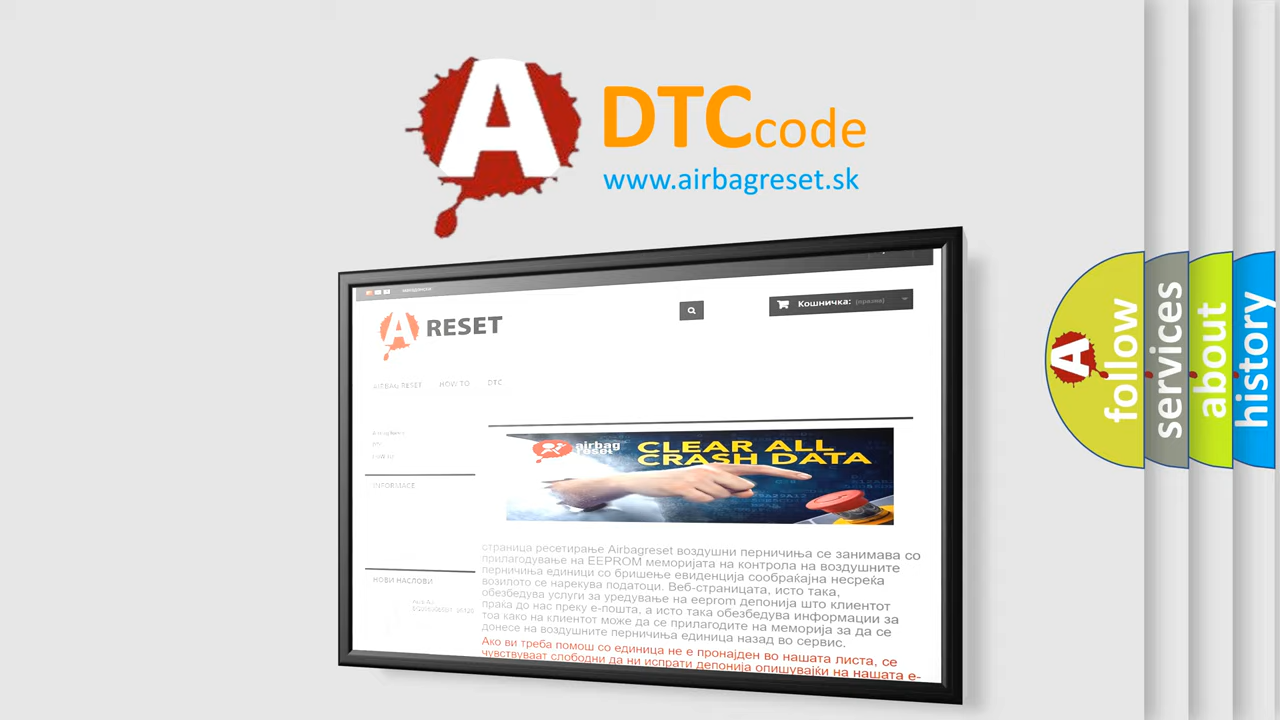 A
DTCcode
www.airbagreset.sk
A RESET
Кошничка: (празни)
AIRBAG RESET HOW TO DTC
INFORMACE
airbag
reset
CLEAR ALL
CRASH DATA
НОВИ НАСЛОВИ
страница ресетирање Airbagreset воздушни перничиња се занимава со
прилагодување на EEPROM меморијата на контрола на воздушните
перничиња единици со бришење евиденција сообраќајна несреќа
возилото се нарекува податоци. Веб-страницата, исто така,
обезбедува услуги за уредување на eeprom депонија што клиентот
праќа до нас преку е-пошта, а исто така обезбедува информации за
тоа како на клиентот може да се прилагодите на меморија за да се
донесе на воздушните перничиња единица назад во сервис.
Ако ви треба помош со единица не е пронајден во нашата листа, се
чувствуваат слободни да ни испрати депонија опишувајќи на нашата е-
A
follow
services
about
history